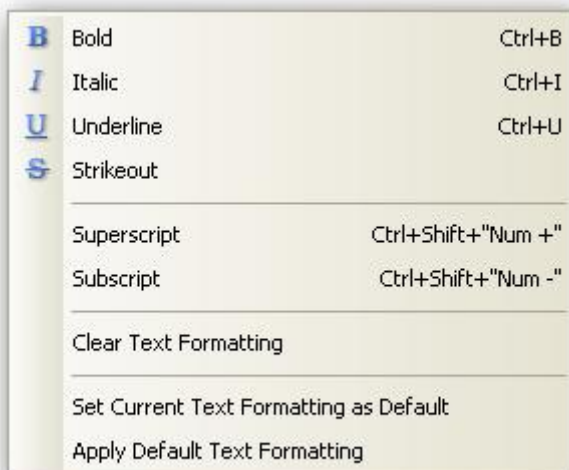 B Bold Ctrl+B
I Italic Ctrl+I
U Underline Ctrl+U
S Strikeout
Superscript Ctrl+Shift+"Num +"
Subscript Ctrl+Shift+"Num -"
Clear Text Formatting
Set Current Text Formatting as Default
Apply Default Text Formatting